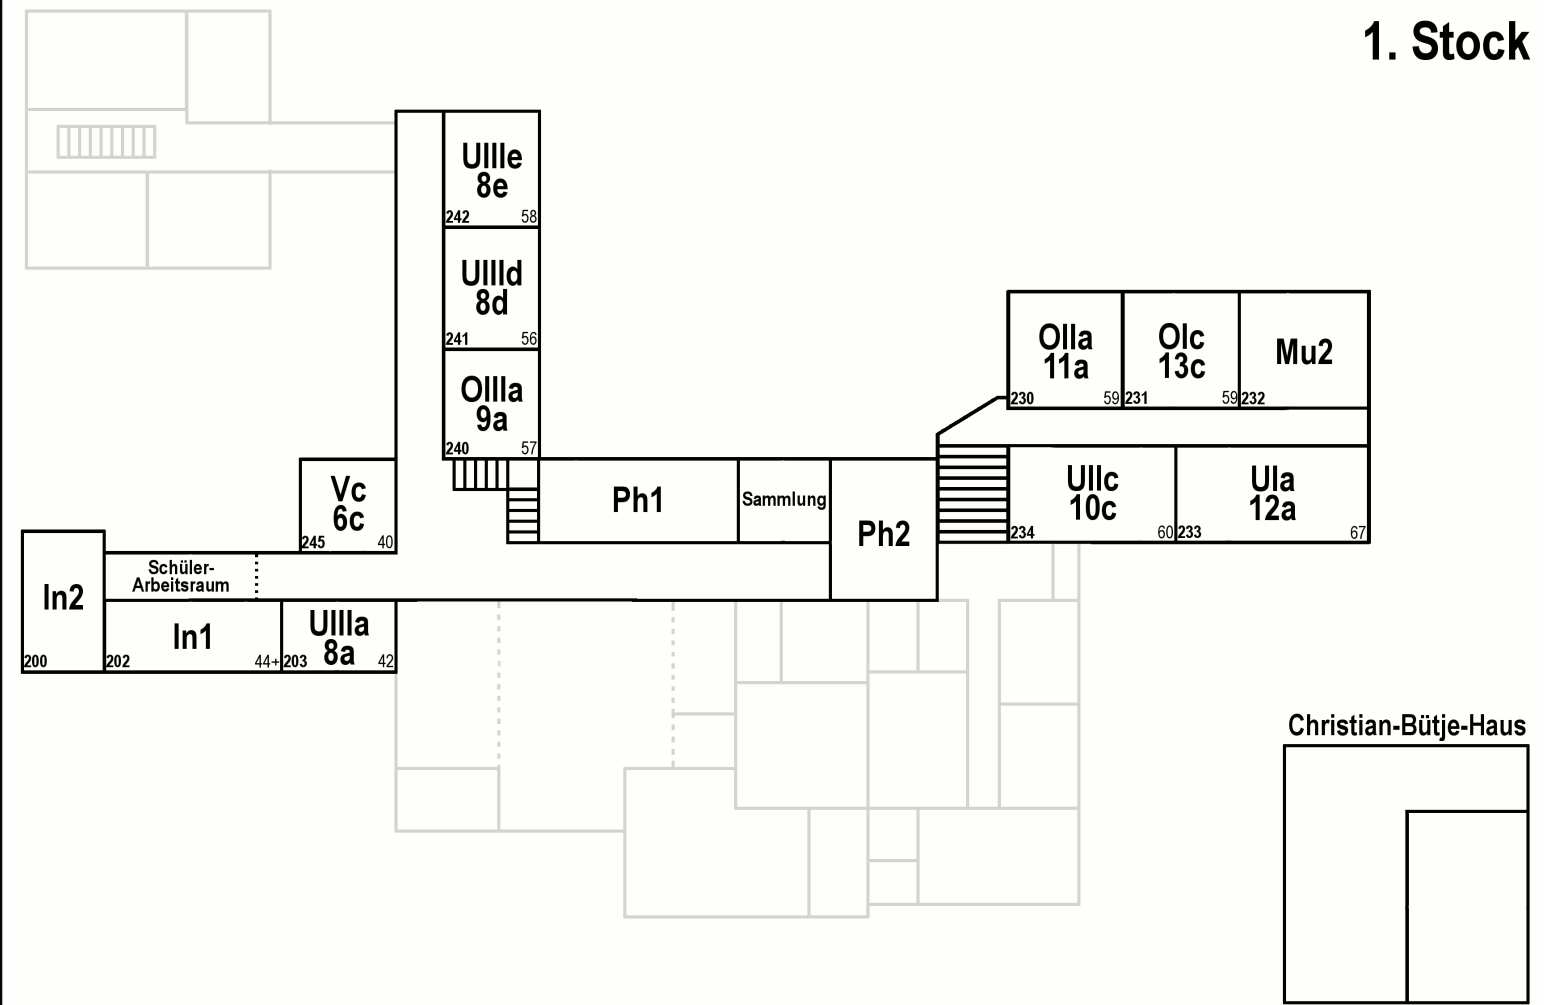 1. Stock
UIIIe
8e
242 58
UIIId
8d
241 56
OIIIa
9a
240 57
OIIa
11a
230 59
OIc
13c
231 59
Mu2
232
Vc
6c
245 40
Ph1
Sammlung
Ph2
UIIc
10c
234 60
UIa
12a
233 67
In2
200
Schüler-
Arbeitsraum
In1
202 44+
UIIIa
8a
203 42
Christian-Bütje-Haus